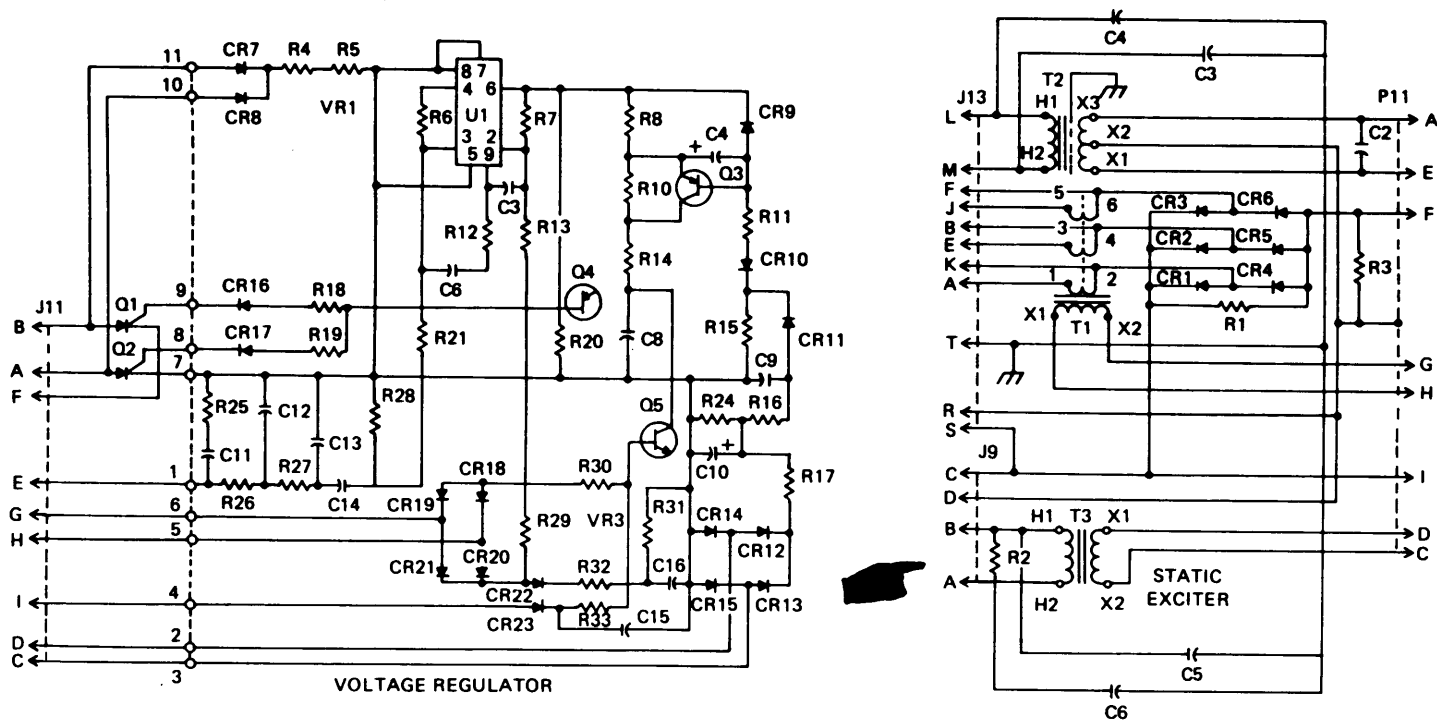 C4
C3
11 CR7 R4 R5
10
CR8
VR1
8 7
4 6
U1
3 2
5 9
R6 R7
R8
CR9
C4
+
Q3
R10
C3
R11
R12 R13
R14
CR10
C6
Q4
J11
Q1
9 CR16 R18
B
8 CR17 R19
Q2
7
A
F
R21
R20
C8
R15
CR11
C9
R25
C12
R28
C13
C11
R24 R16
Q5
C10 +
E 1
R26 R27 C14
CR18
CR19
R30
R17
G 6
H 5
VR3
R31
R29
CR14
CR12
CR20
CR21
CR22
R32
C16
CR15 CR13
I 4
CR23
R33
C15
D 2
C 3
VOLTAGE REGULATOR
T2
J13 H1 X3 P11
L A
X2 C2
H2
X1
M E
F 5 CR3 CR6
J 6 F
B 3
CR2 CR5
E 4
K
R3
1 2 CR1 CR4
A
R1
X1 T1 X2
T
G
H
R
S
J9
C I
D
B H1 T3 X1
D
R2 C
A
H2 X2
STATIC
EXCITER
C5
C6